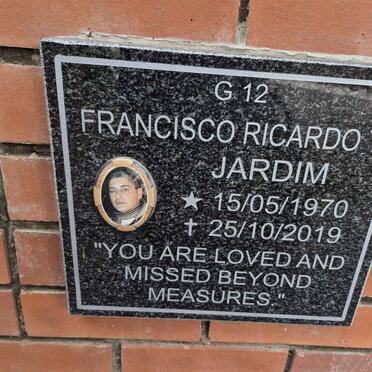 G 12
FRANCISCO RICARDO
JARDIM
★ 15/05/1970
✝ 25/10/2019
"YOU ARE LOVED AND
MISSED BEYOND
MEASURES."